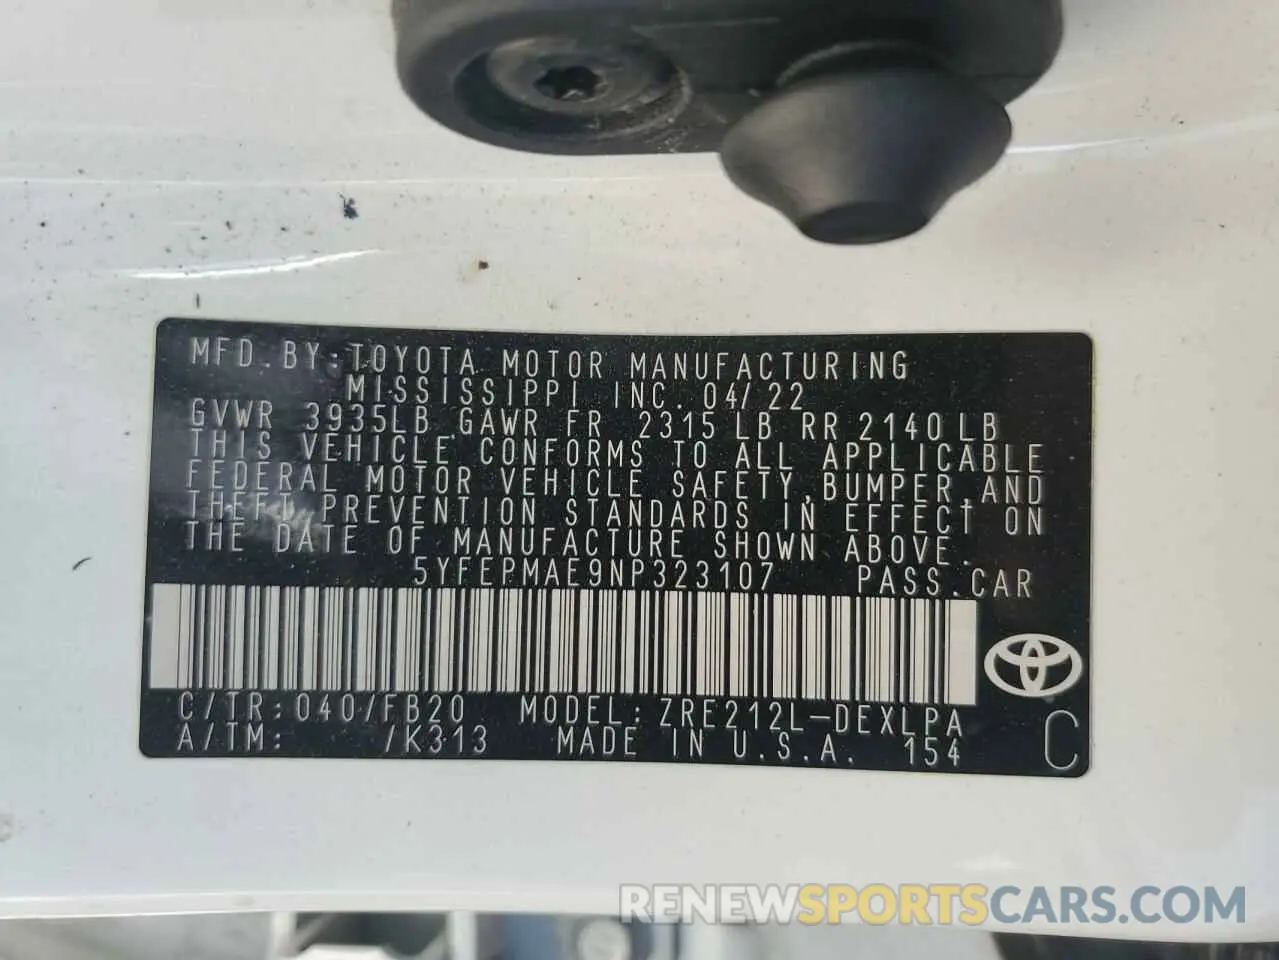 MFD. BY: TOYOTA MOTOR MANUFACTURING
MISSISSIPPI INC. 04/22
GVWR 3935LB GAWR FR 2315 LB RR 2140 LB
THIS VEHICLE CONFORMS TO ALL APPLICABLE
FEDERAL MOTOR VEHICLE SAFETY, BUMPER, AND
THEFT PREVENTION STANDARDS IN EFFECT ON
THE DATE OF MANUFACTURE SHOWN ABOVE.
5YFEPMAE9NP323107 PASS. CAR
C/TR: 040/FB20 MODEL: ZRE212L-DEXLPA
A/TM: /K313 MADE IN U.S.A. 154 C
RENEWSPORTSCARS.COM